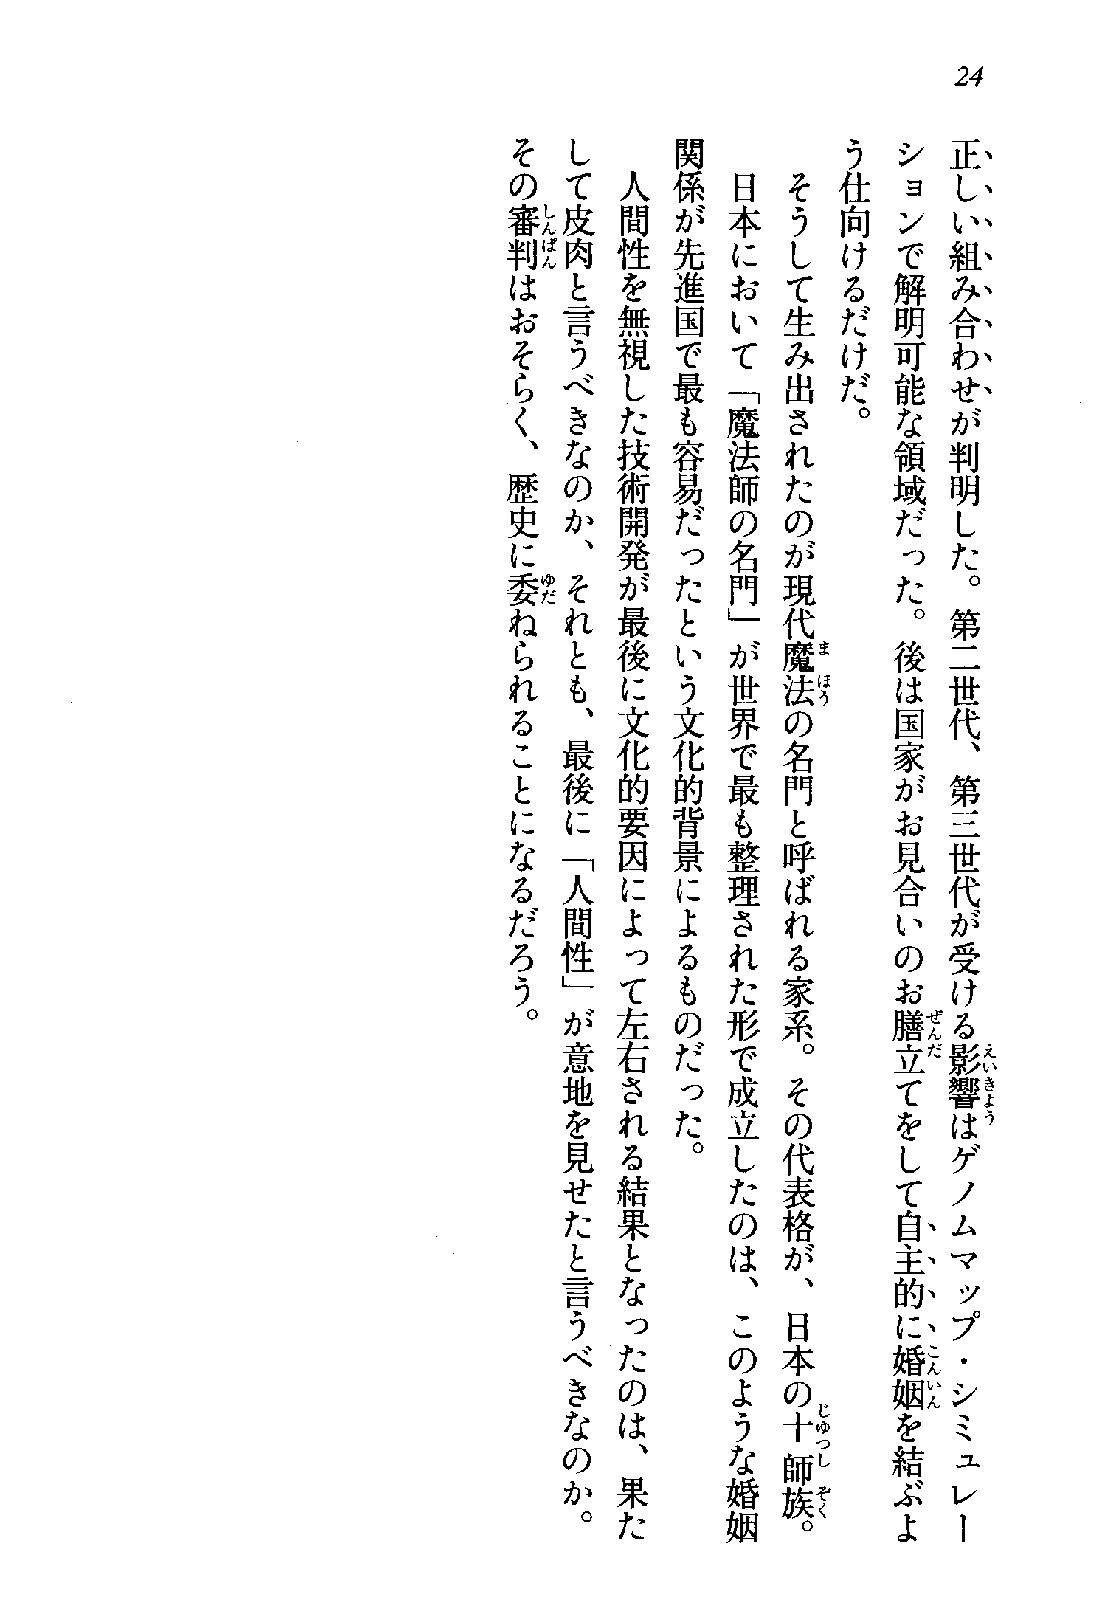 24
正しい組み合わせが判明した。第二世代、第三世代が受ける影響はゲノムマップ・シミュレー
ションで解明可能な領域だった。後は国家がお見合いのお膳立てをして自主的に婚姻を結ぶよ
う仕向けるだけだ。
そうして生み出されたのが現代魔法の名門と呼ばれる家系。その代表格が、日本の十師族。
日本において「魔法師の名門」が世界で最も整理された形で成立したのは、このような婚姻
関係が先進国で最も容易だったという文化的背景によるものだった。
人間性を無視した技術開発が最後に文化的要因によって左右される結果となったのは、果た
して皮肉と言うべきなのか、それとも、最後に「人間性」が意地を見せたと言うべきなのか。
その審判はおそらく、歴史に委ねられることになるだろう。